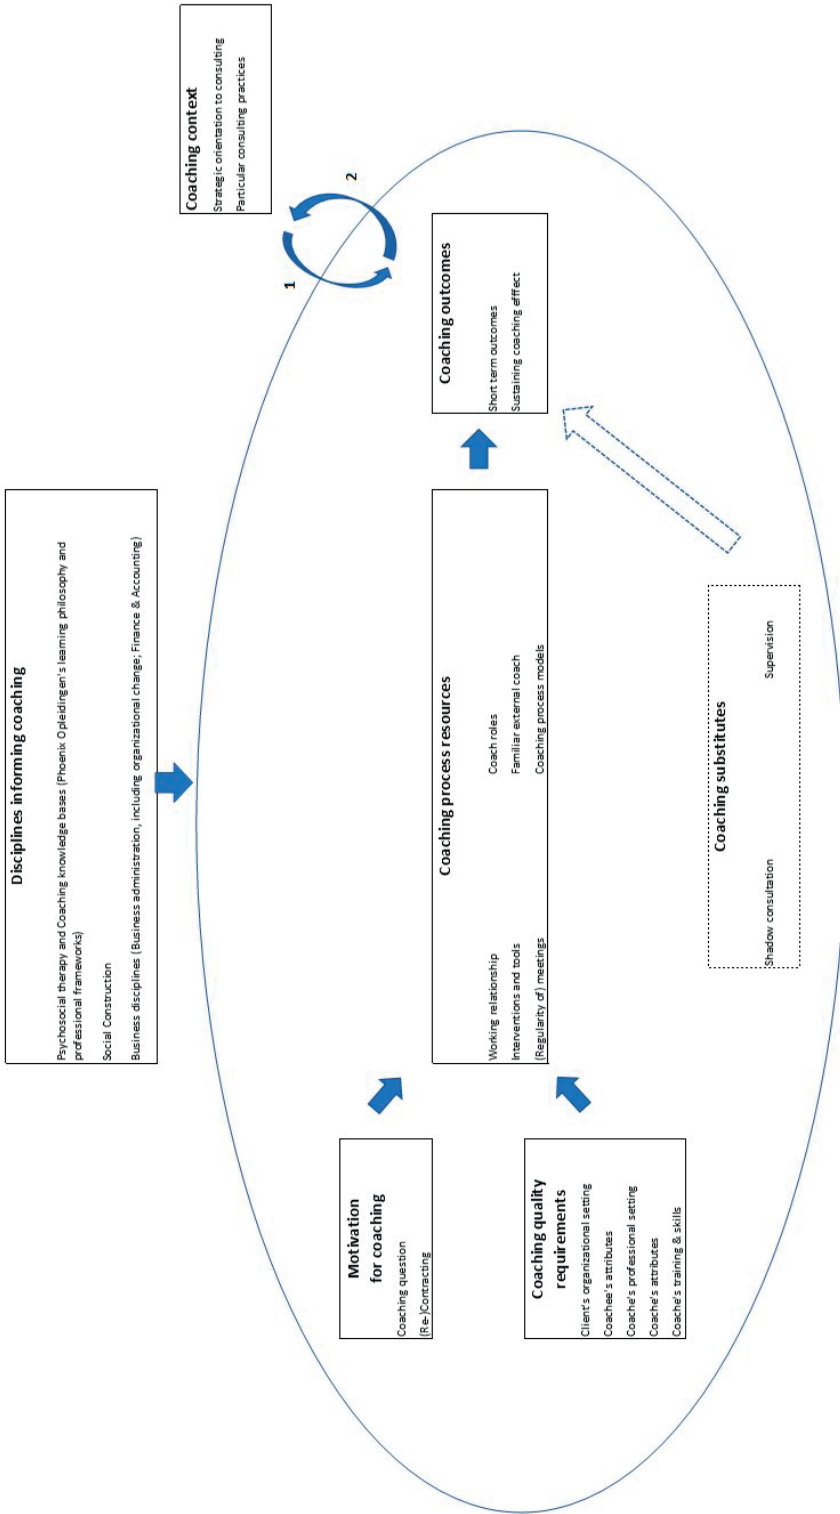 Disciplines informing coaching
Psychosocial therapy and Coaching knowledge bases (Phoenix Opleidingen's learning philosophy and
professional frameworks)
Social Construction
Business disciplines (Business administration, including organizational change; Finance & Accounting)
Coaching context
Strategic orientation to consulting
Particular consulting practices
1
2
Motivation
for coaching
Coaching question
(Re-)Contracting
Coaching quality
requirements
Client's organizational setting
Coachee's attributes
Coache's professional setting
Coache's attributes
Coache's training & skills
Coaching process resources
Working relationship
Interventions and tools
(Regularity of) meetings
Coach roles
Familiar external coach
Coaching process models
Coaching outcomes
Short term outcomes
Sustaining coaching efffect
Coaching substitutes
Shadow consultation
Supervision